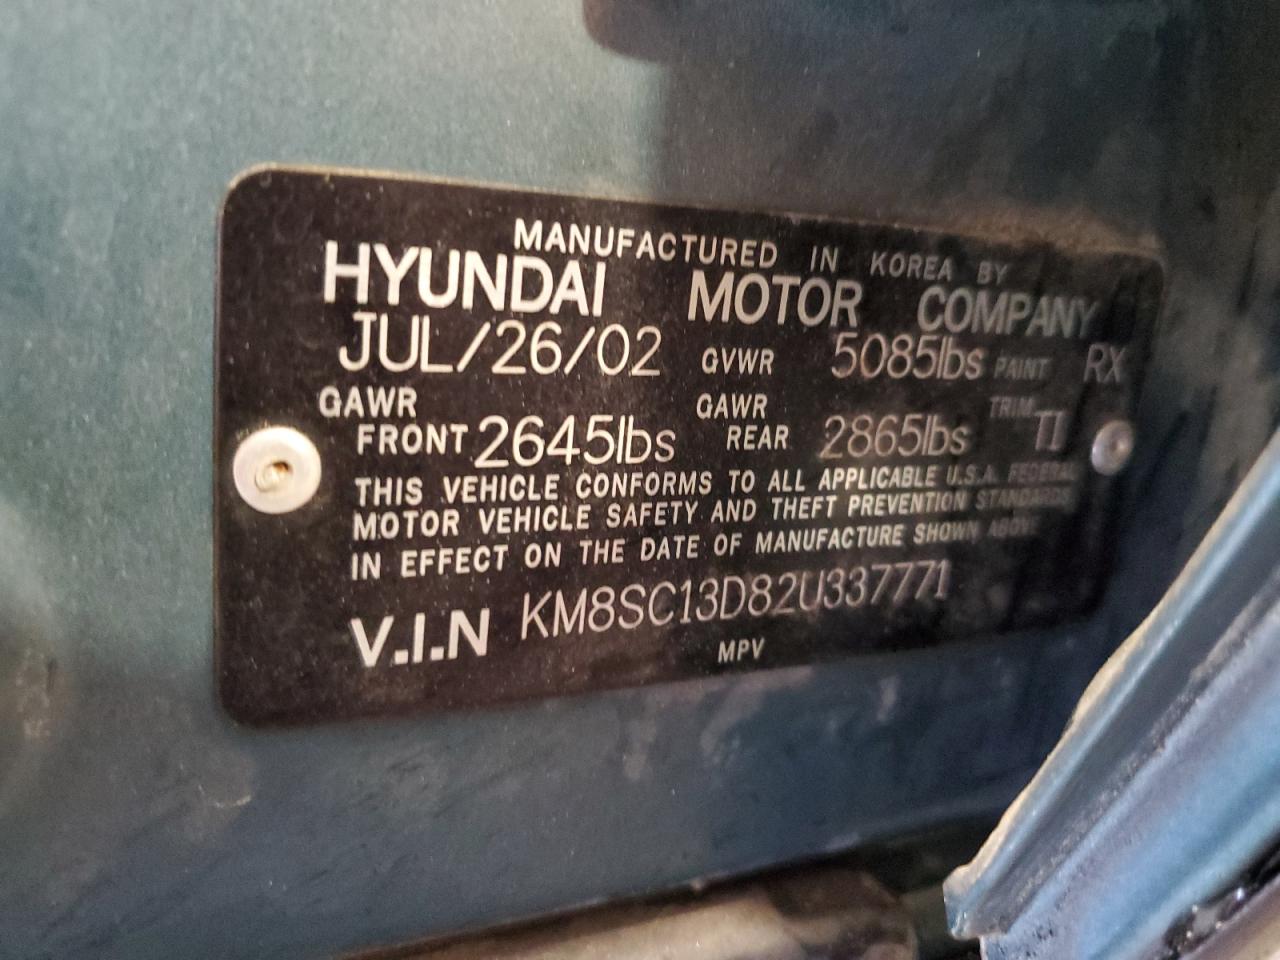 MANUFACTURED IN KOREA BY
HYUNDAI MOTOR COMPANY
JUL/26/02 GVWR 5085lbs PAINT RX
GAWR FRONT 2645lbs GAWR REAR 2865lbs TRIM TI
THIS VEHICLE CONFORMS TO ALL APPLICABLE U.S.A. FEDERAL
MOTOR VEHICLE SAFETY AND THEFT PREVENTION STANDARDS
IN EFFECT ON THE DATE OF MANUFACTURE SHOWN ABOVE
V.I.N KM8SC13D82U337771
MPV